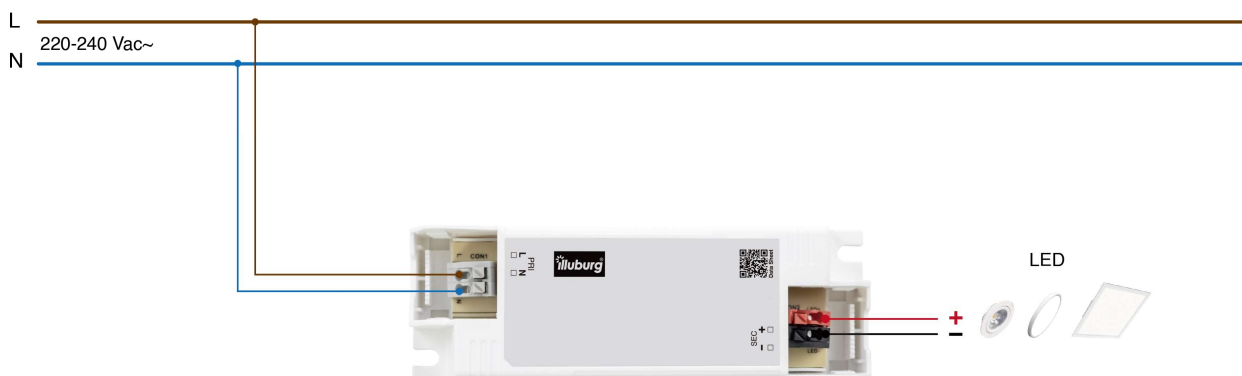 L
220-240 Vac~
N
L CON1
L
N
PRI
illuburg®
Data Sheet
LED
+
−
SEC
+
−
LED